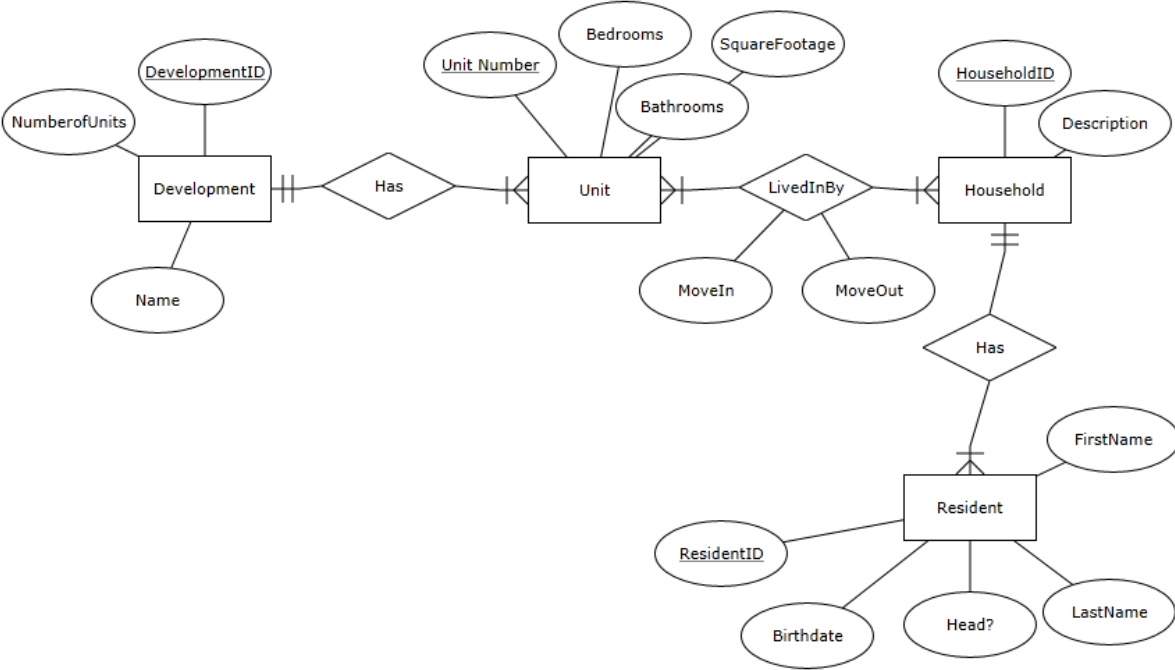 Bedrooms
SquareFootage
Unit Number
DevelopmentID
HouseholdID
Bathrooms
NumberofUnits
Description
Development
Has
Unit
LivedInBy
Household
MoveIn
MoveOut
Name
Has
FirstName
Resident
ResidentID
LastName
Head?
Birthdate